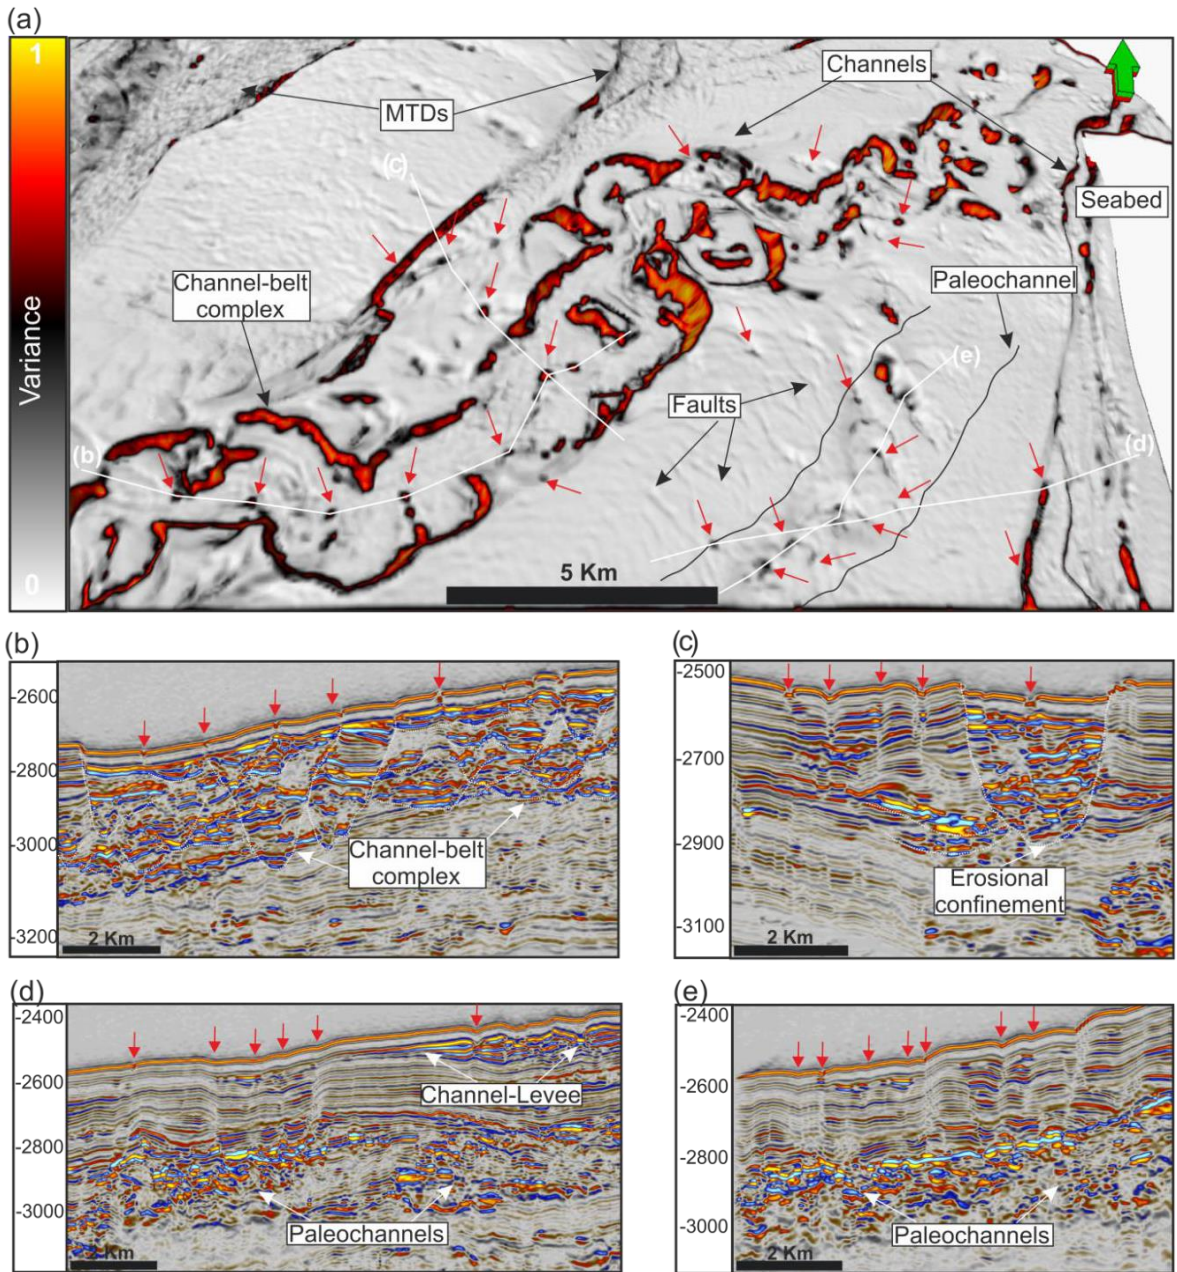 (a)
1
Variance
0
MTDs
Channels
(c)
Seabed
Channel-belt
complex
Paleochannel
(e)
Faults
(b)
(d)
5 Km
(b)
-2600
-2800
-3000
-3200
Channel-belt
complex
2 Km
(c)
-2500
-2700
-2900
-3100
Erosional
confinement
2 Km
(d)
-2400
-2600
-2800
-3000
Channel-Levee
Paleochannels
2 Km
(e)
-2400
-2600
-2800
-3000
Paleochannels
2 Km